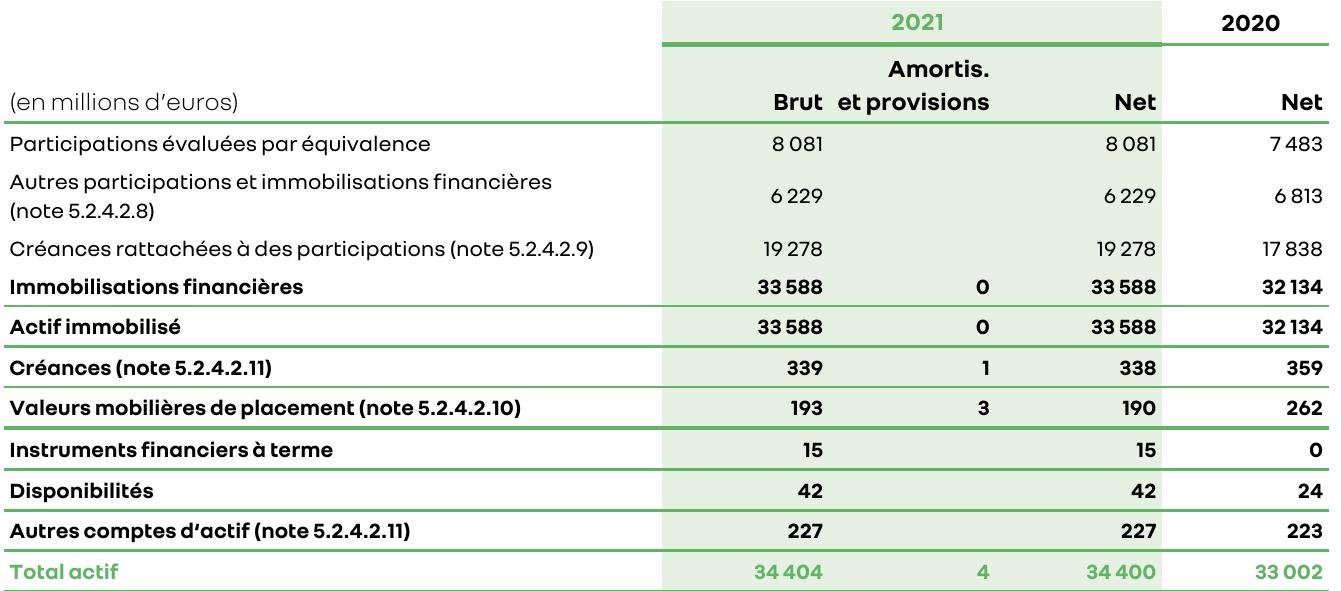 2021 2020
Amortis.
(en millions d’euros) Brut et provisions Net Net
Participations évaluées par équivalence 8 081 8 081 7 483
Autres participations et immobilisations financières
(note 5.2.4.2.8) 6 229 6 229 6 813
Créances rattachées à des participations (note 5.2.4.2.9) 19 278 19 278 17 838
Immobilisations financières 33 588 0 33 588 32 134
Actif immobilisé 33 588 0 33 588 32 134
Créances (note 5.2.4.2.11) 339 1 338 359
Valeurs mobilières de placement (note 5.2.4.2.10) 193 3 190 262
Instruments financiers à terme 15 15 0
Disponibilités 42 42 24
Autres comptes d’actif (note 5.2.4.2.11) 227 227 223
Total actif 34 404 4 34 400 33 002